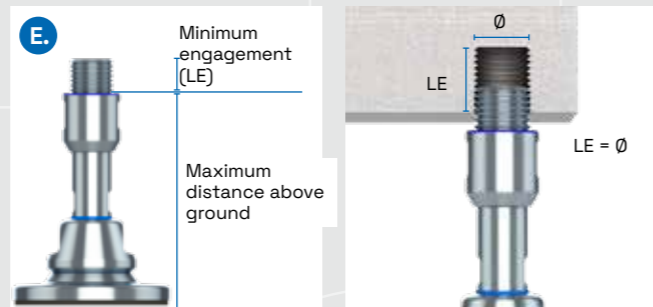 E.
Minimum
engagement
(LE)
Maximum
distance above
ground
Ø
LE
LE = Ø